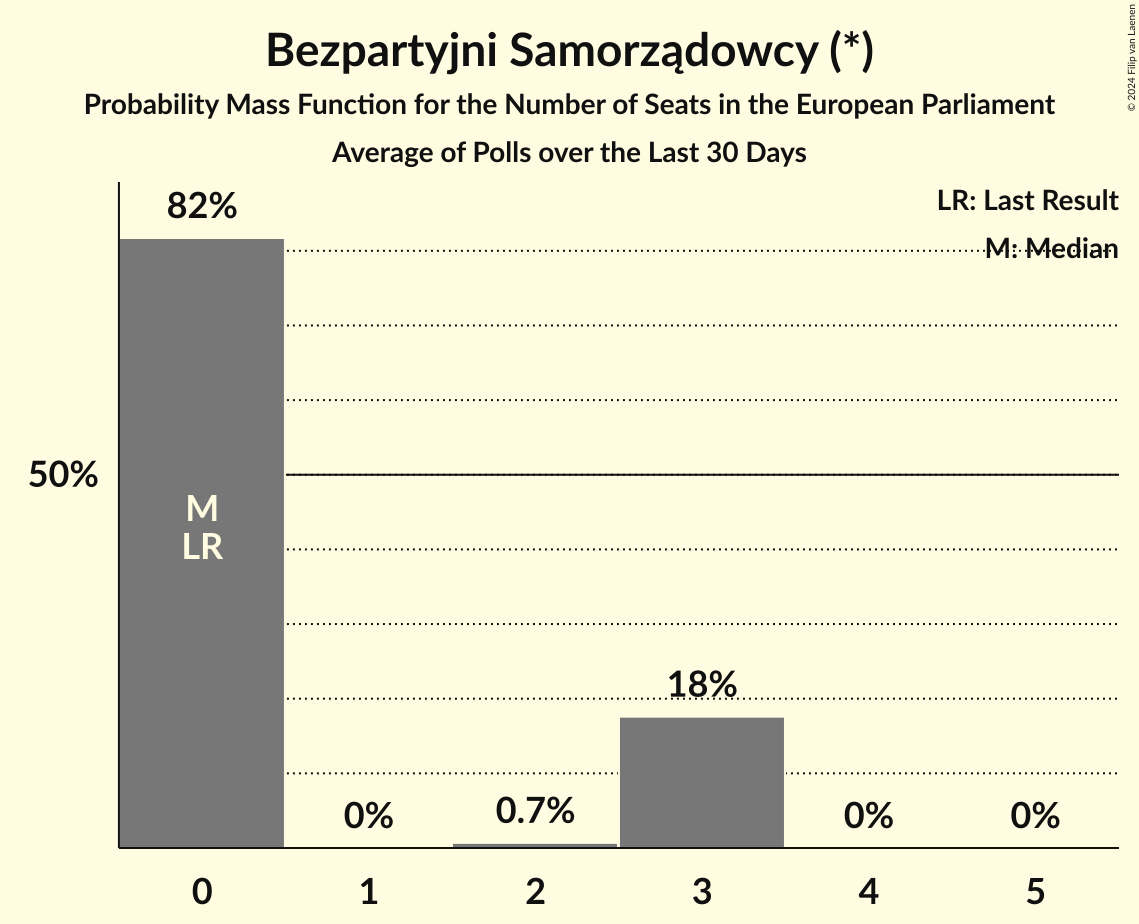 Bezpartyjni Samorządowcy (*)
Probability Mass Function for the Number of Seats in the European Parliament
Average of Polls over the Last 30 Days
© 2024 Filip van Laenen
LR: Last Result
M: Median
82%
50%
M
LR
18%
0%
0.7%
0%
0%
0
1
2
3
4
5